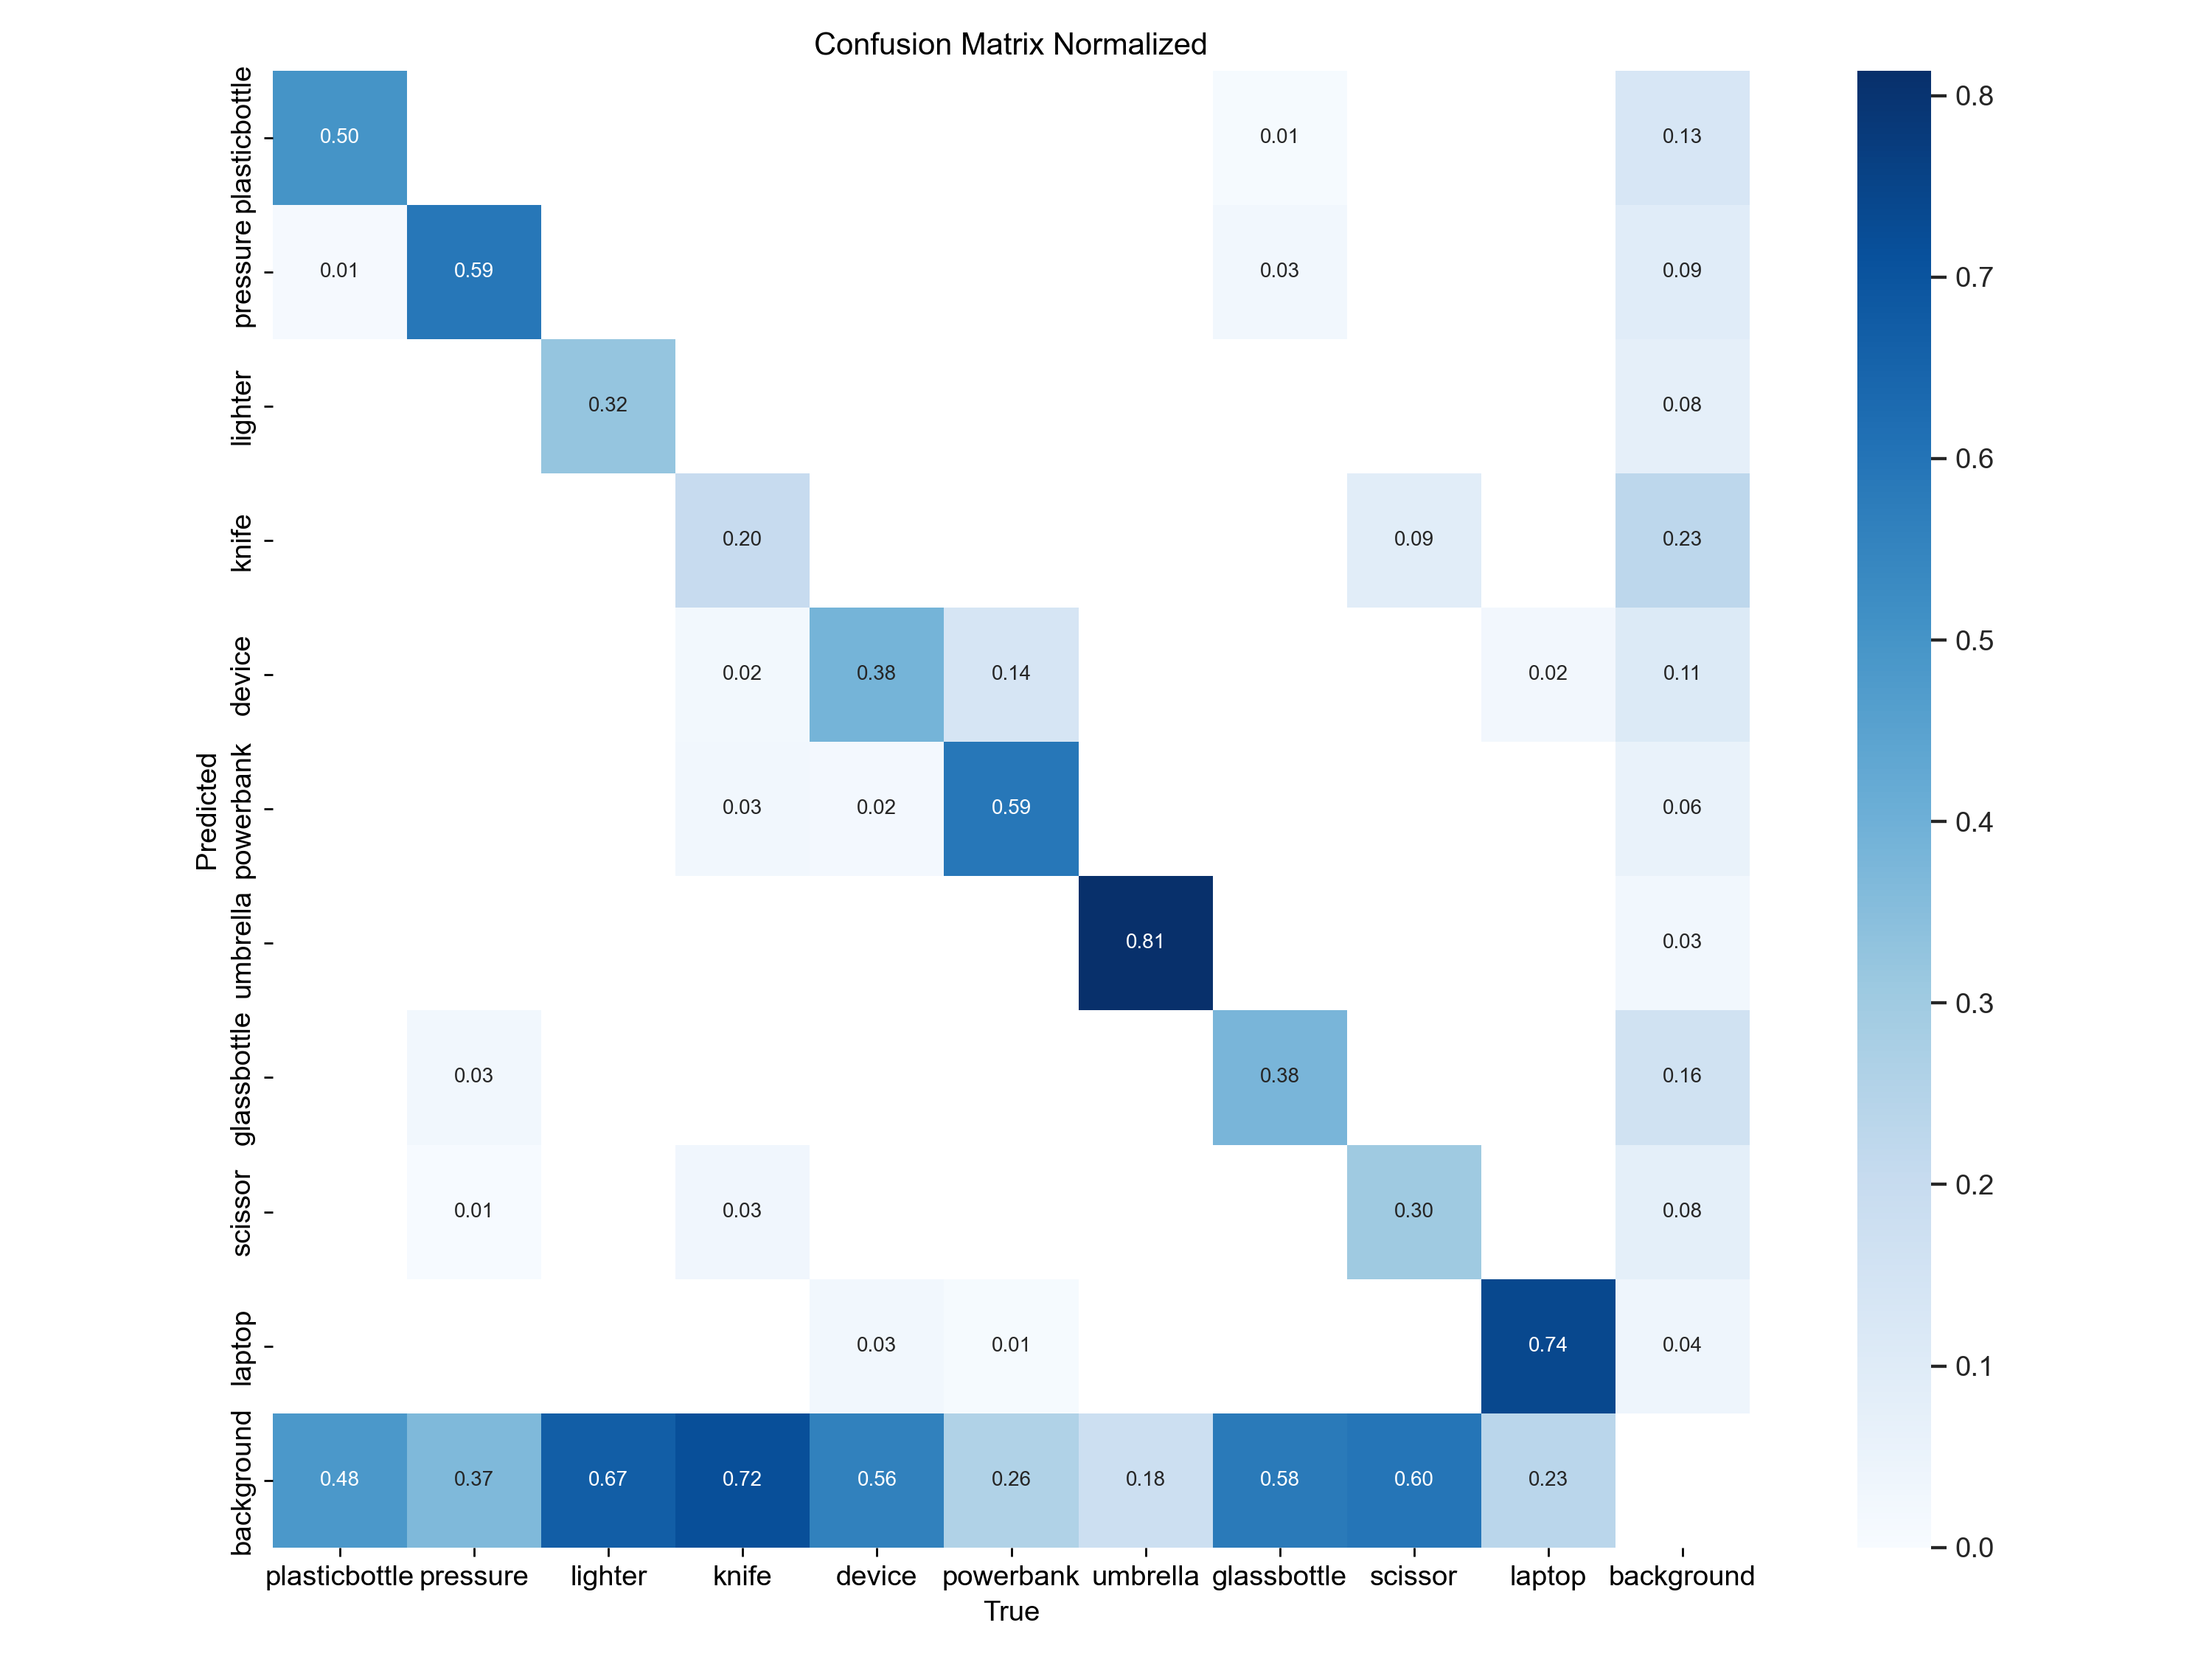 Confusion Matrix Normalized
plasticbottle 0.50 0.01 0.13
pressure 0.01 0.59 0.03 0.09
lighter 0.32 0.08
knife 0.20 0.09 0.23
device 0.02 0.38 0.14 0.02 0.11
powerbank 0.03 0.02 0.59 0.06
umbrella 0.81 0.03
glassbottle 0.03 0.38 0.16
scissor 0.01 0.03 0.30 0.08
laptop 0.03 0.01 0.74 0.04
background 0.48 0.37 0.67 0.72 0.56 0.26 0.18 0.58 0.60 0.23
Predicted
plasticbottle pressure lighter knife device powerbank umbrella glassbottle scissor laptop background
True
0.8
0.7
0.6
0.5
0.4
0.3
0.2
0.1
0.0